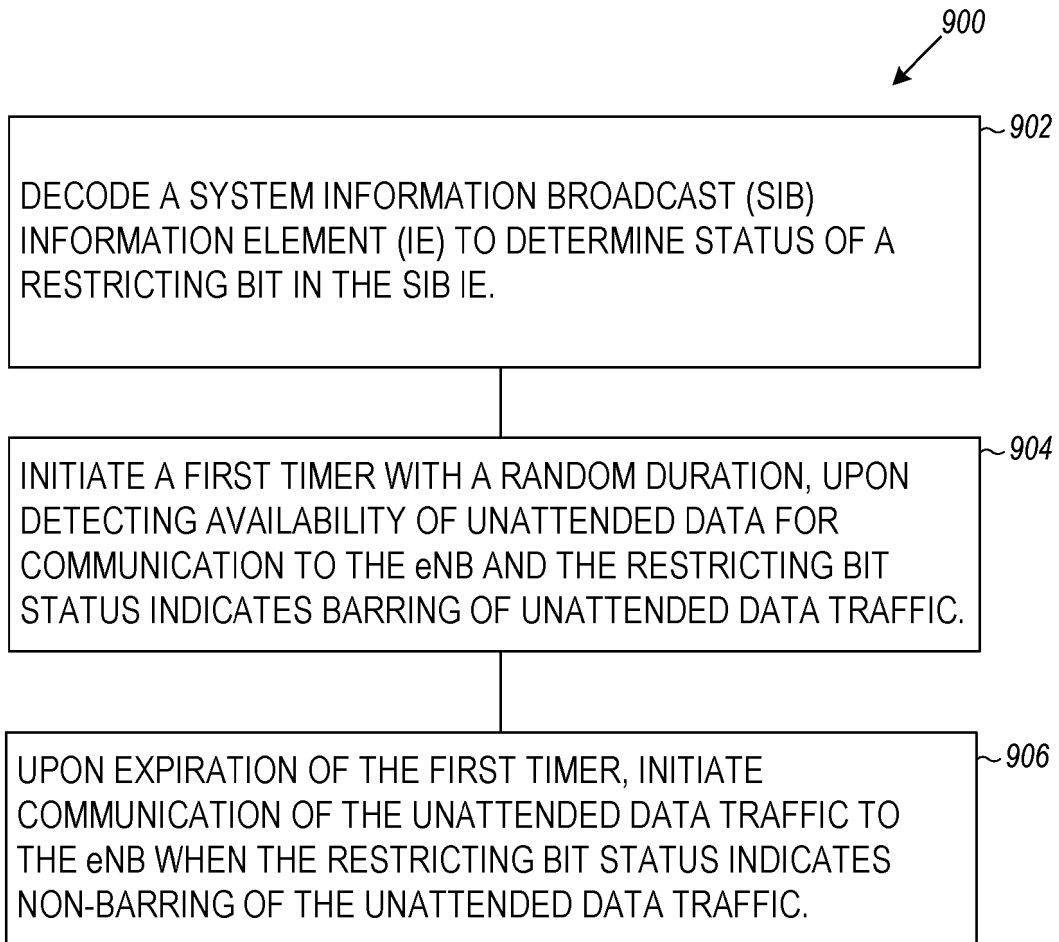 900
902
DECODE A SYSTEM INFORMATION BROADCAST (SIB)
INFORMATION ELEMENT (IE) TO DETERMINE STATUS OF A
RESTRICTING BIT IN THE SIB IE.
904
INITIATE A FIRST TIMER WITH A RANDOM DURATION, UPON
DETECTING AVAILABILITY OF UNATTENDED DATA FOR
COMMUNICATION TO THE eNB AND THE RESTRICTING BIT
STATUS INDICATES BARRING OF UNATTENDED DATA TRAFFIC.
906
UPON EXPIRATION OF THE FIRST TIMER, INITIATE
COMMUNICATION OF THE UNATTENDED DATA TRAFFIC TO
THE eNB WHEN THE RESTRICTING BIT STATUS INDICATES
NON-BARRING OF THE UNATTENDED DATA TRAFFIC.